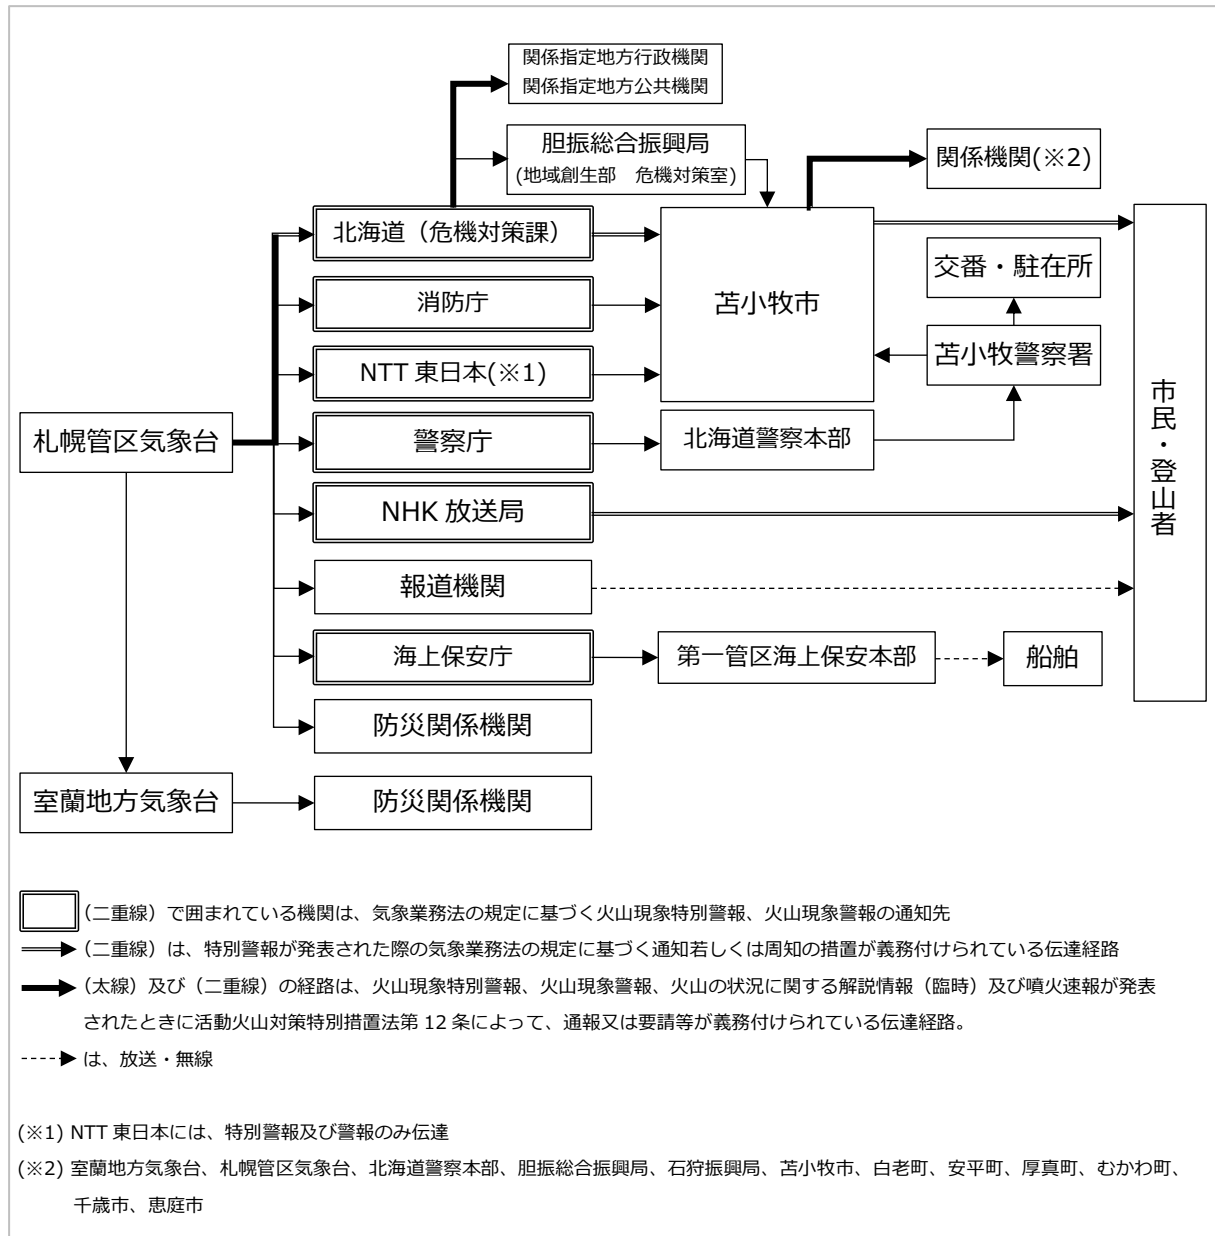 関係指定地方行政機関
関係指定地方公共機関
胆振総合振興局
(地域創生部　危機対策室)
関係機関(※2)
北海道（危機対策課）
消防庁
NTT 東日本(※1)
苫小牧市
交番・駐在所
苫小牧警察署
札幌管区気象台
警察庁
北海道警察本部
NHK 放送局
報道機関
海上保安庁
第一管区海上保安本部
船舶
市民・登山者
防災関係機関
室蘭地方気象台
防災関係機関
（二重線）で囲まれている機関は、気象業務法の規定に基づく火山現象特別警報、火山現象警報の通知先
（二重線）は、特別警報が発表された際の気象業務法の規定に基づく通知若しくは周知の措置が義務付けられている伝達経路
（太線）及び（二重線）の経路は、火山現象特別警報、火山現象警報、火山の状況に関する解説情報（臨時）及び噴火速報が発表
されたときに活動火山対策特別措置法第 12 条によって、通報又は要請等が義務付けられている伝達経路。
は、放送・無線
(※1) NTT 東日本には、特別警報及び警報のみ伝達
(※2) 室蘭地方気象台、札幌管区気象台、北海道警察本部、胆振総合振興局、石狩振興局、苫小牧市、白老町、安平町、厚真町、むかわ町、
千歳市、恵庭市